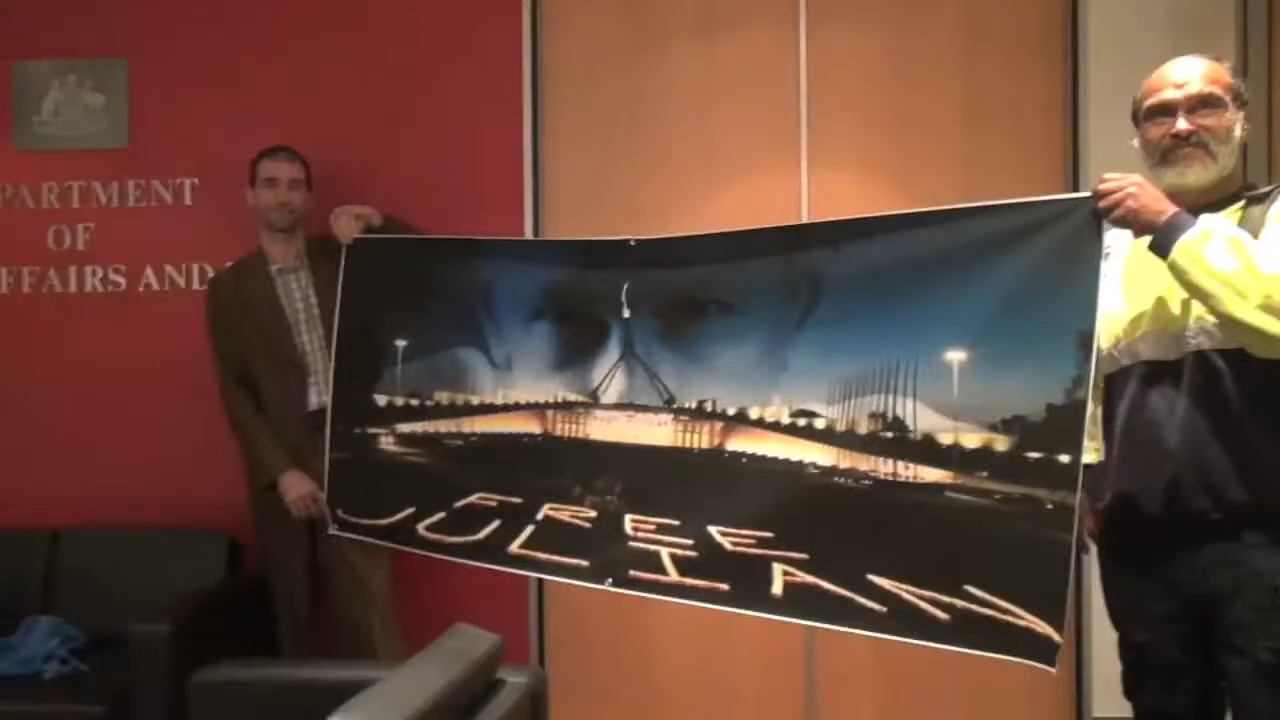 PARTMENT
OF
FFAIRS AND
FREE
JULIAN